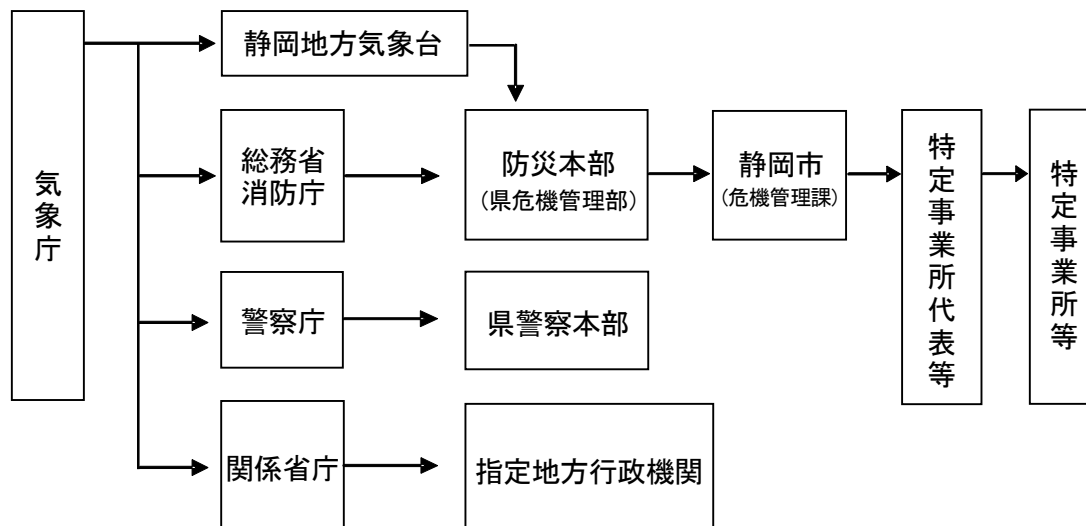 気象庁
静岡地方気象台
総務省
消防庁
防災本部
（県危機管理部）
静岡市
（危機管理課）
特定事業所代表等
特定事業所等
警察庁
県警察本部
関係省庁
指定地方行政機関